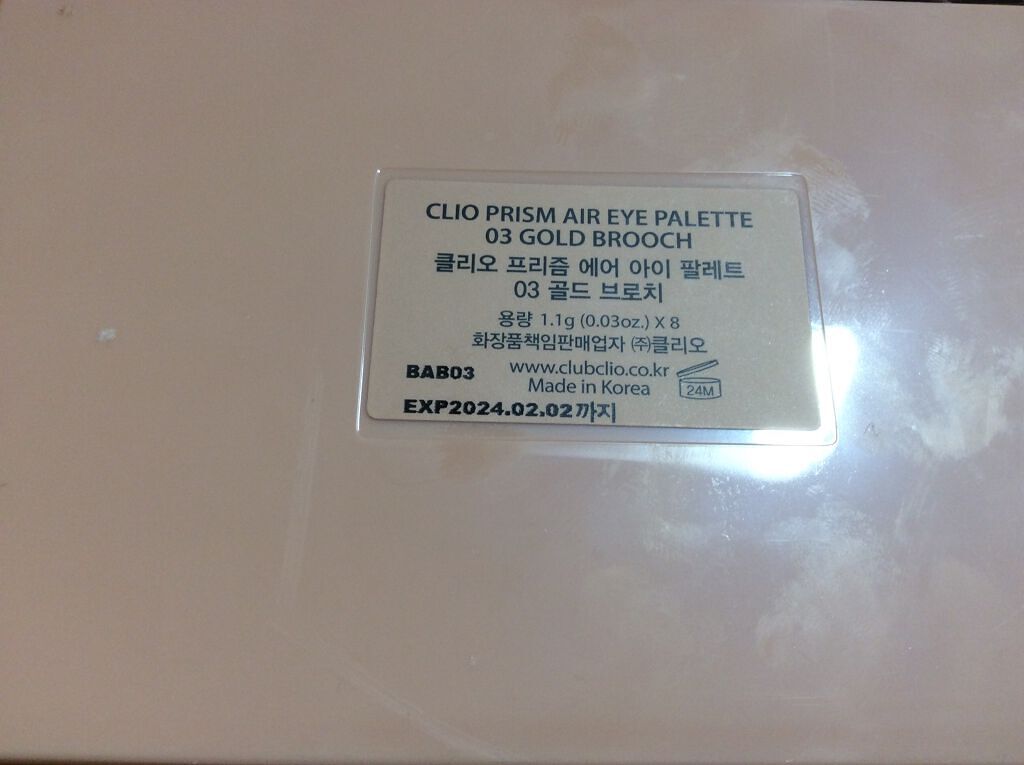 CLIO PRISM AIR EYE PALETTE
03 GOLD BROOCH
클리오 프리즘 에어 아이 팔레트
03 골드 브로치
용량 1.1g (0.03oz.) X 8
화장품책임판매업자 ㈜클리오
BAB03
www.clubclio.co.kr
Made in Korea
24M
EXP2024.02.02까지